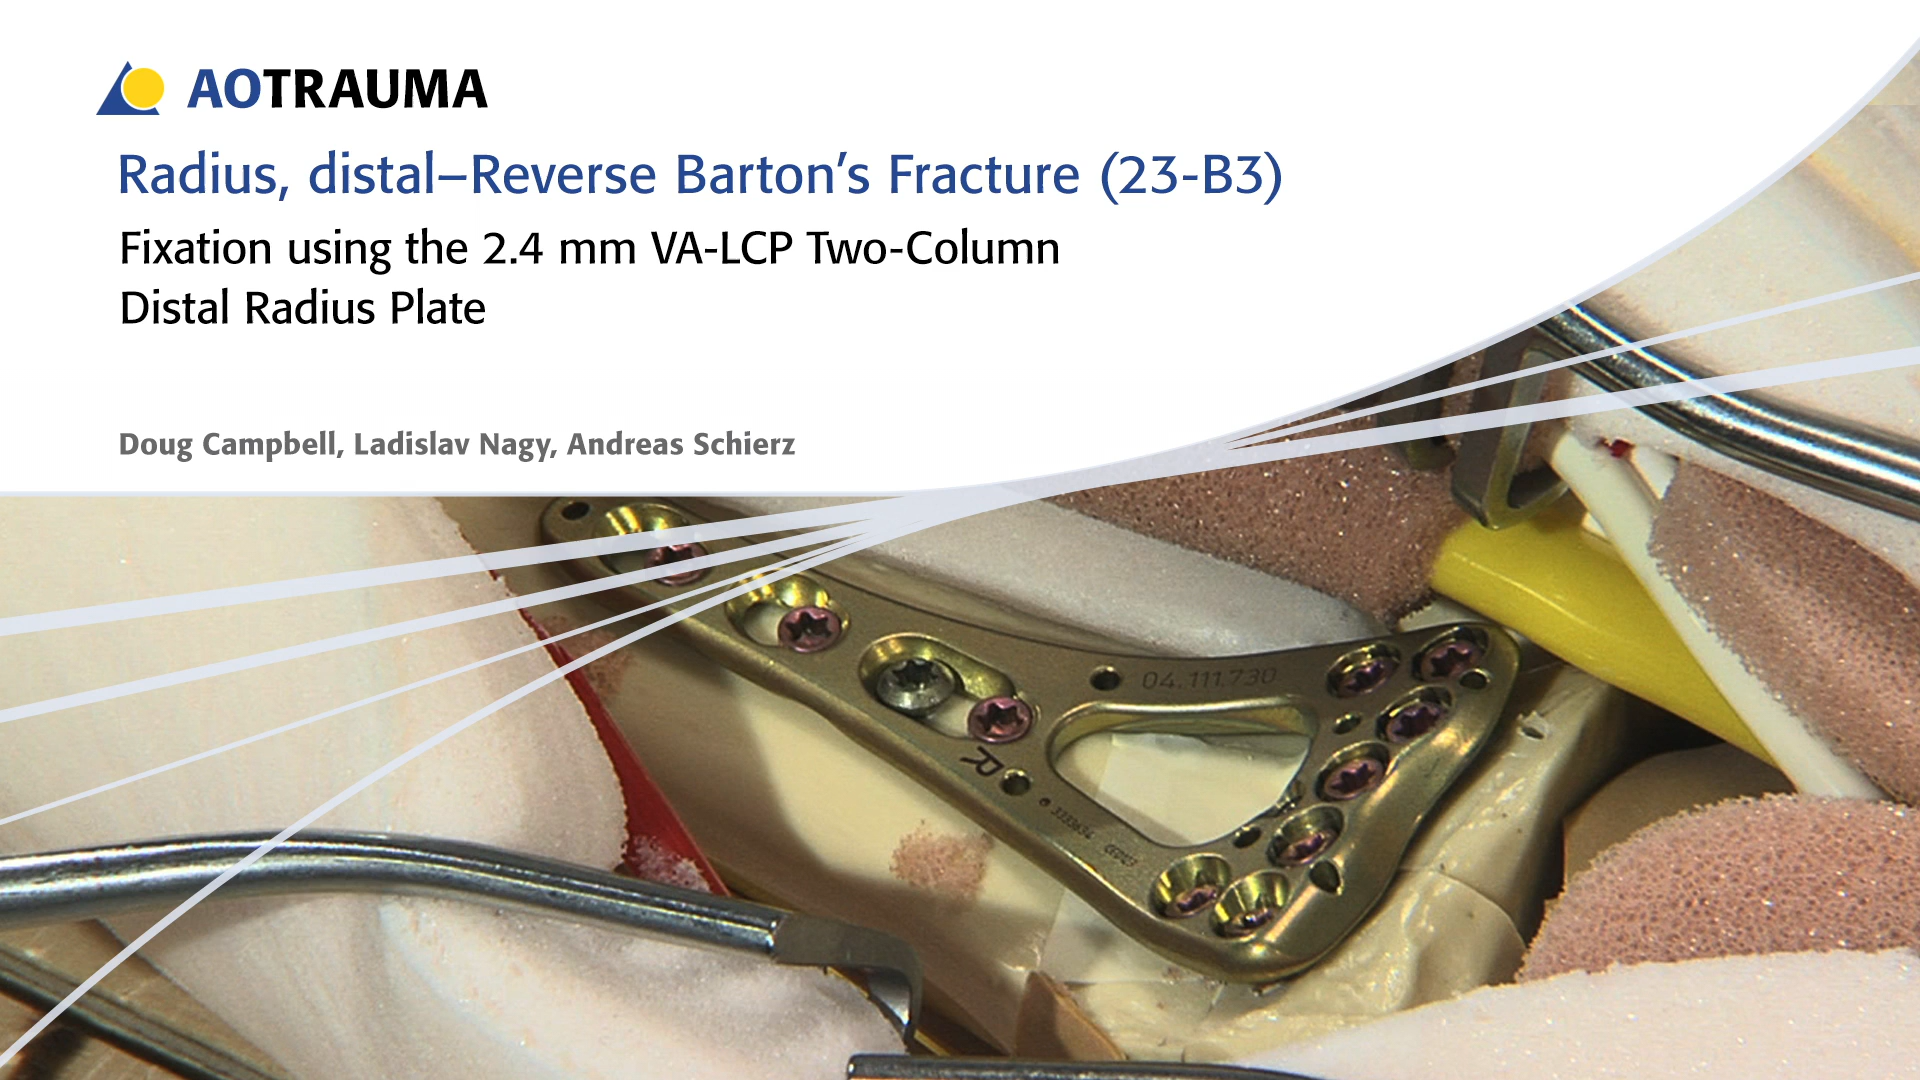 AOTRAUMA
Radius, distal–Reverse Barton’s Fracture (23-B3)
Fixation using the 2.4 mm VA-LCP Two-Column
Distal Radius Plate
Doug Campbell, Ladislav Nagy, Andreas Schierz
04.111.730
R